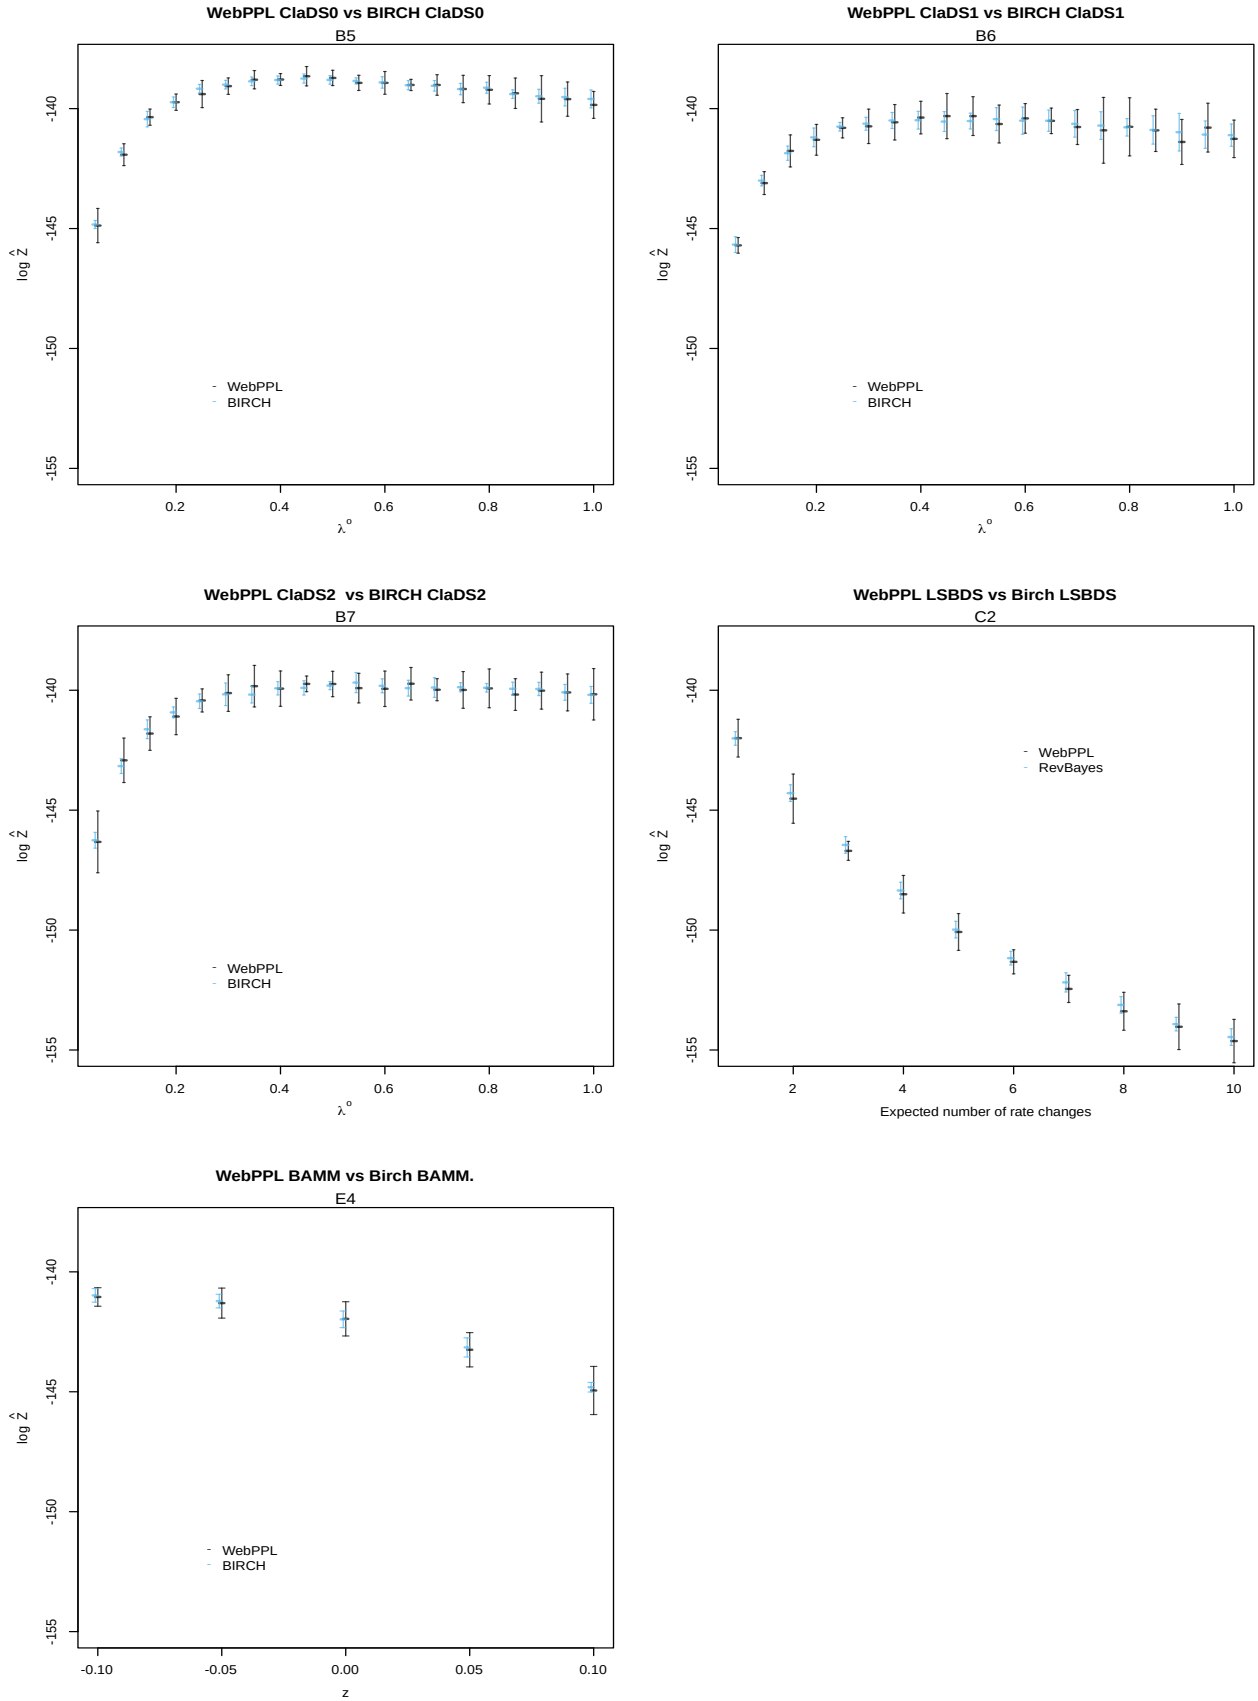 WebPPL ClaDS0 vs BIRCH ClaDS0
B5
-140
-145
-150
-155
log Ẑ
WebPPL
BIRCH
0.2 0.4 0.6 0.8 1.0
λ°
WebPPL ClaDS1 vs BIRCH ClaDS1
B6
-140
-145
-150
-155
log Ẑ
WebPPL
BIRCH
0.2 0.4 0.6 0.8 1.0
λ°
WebPPL ClaDS2 vs BIRCH ClaDS2
B7
-140
-145
-150
-155
log Ẑ
WebPPL
BIRCH
0.2 0.4 0.6 0.8 1.0
λ°
WebPPL LSBDS vs Birch LSBDS
C2
-140
-145
-150
-155
log Ẑ
WebPPL
RevBayes
2 4 6 8 10
Expected number of rate changes
WebPPL BAMM vs Birch BAMM.
E4
-140
-145
-150
-155
log Ẑ
WebPPL
BIRCH
-0.10 -0.05 0.00 0.05 0.10
z